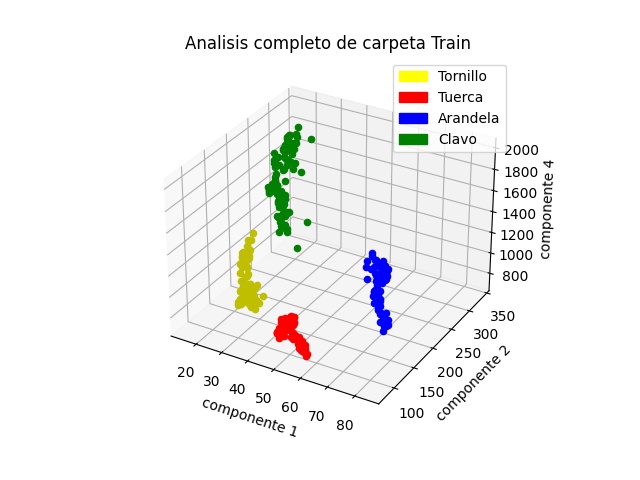 Analisis completo de carpeta Train
Tornillo
Tuerca
Arandela
Clavo
2000
1800
1600
1400
1200
1000
800
componente 4
350
300
250
200
150
100
componente 2
20
30
40
50
60
70
80
componente 1